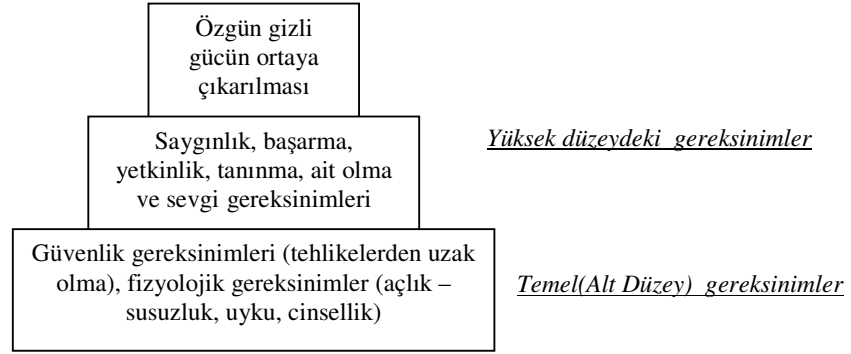 Özgün gizli
gücün ortaya
çıkarılması
Saygınlık, başarma,
yetkinlik, tanınma, ait olma
ve sevgi gereksinimleri
Yüksek düzeydeki gereksinimler
Güvenlik gereksinimleri (tehlikelerden uzak
olma), fizyolojik gereksinimler (açlık –
susuzluk, uyku, cinsellik)
Temel(Alt Düzey) gereksinimler